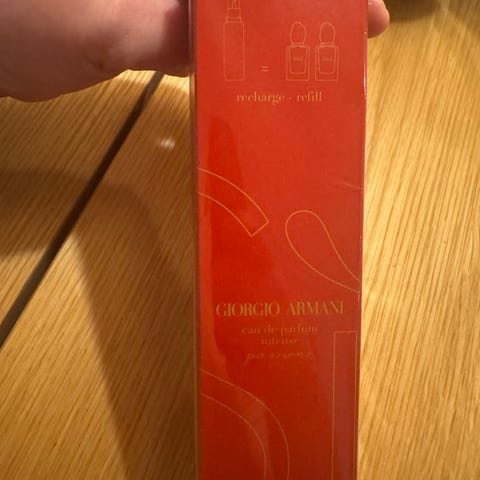 =
recharge - refill
GIORGIO ARMANI
eau de parfum
intense
passione